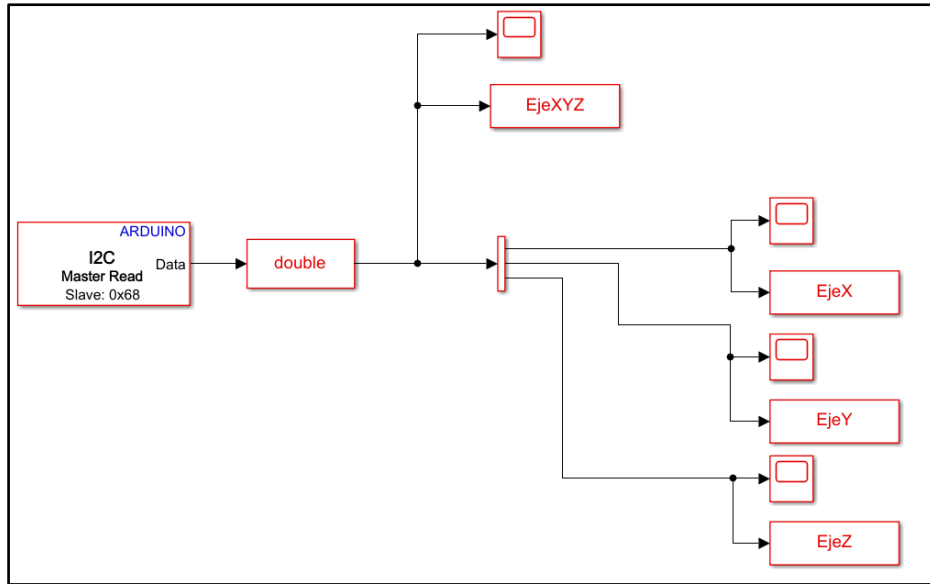 EjeXYZ
ARDUINO
I2C
Master Read
Slave: 0x68
Data
double
EjeX
EjeY
EjeZ